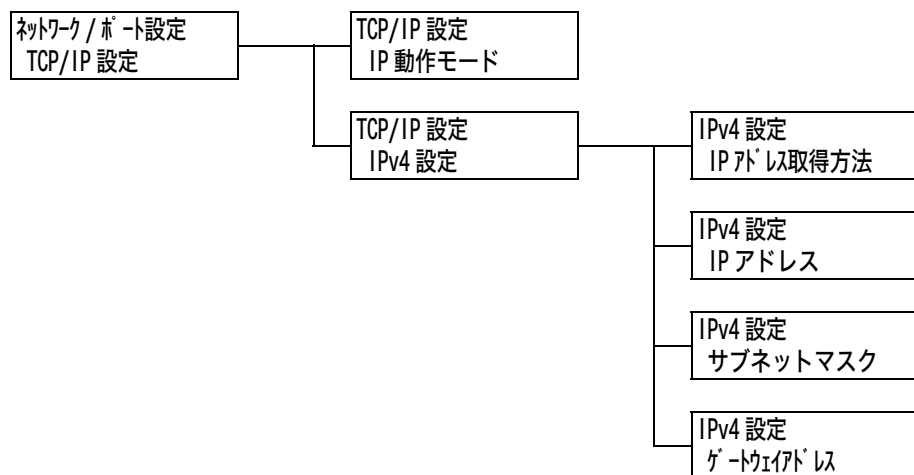 ﾈｯﾄﾜｰｸ / ﾎﾟｰﾄ設定
TCP/IP 設定
TCP/IP 設定
IP 動作モード
TCP/IP 設定
IPv4 設定
IPv4 設定
IP ｱﾄﾞﾚｽ取得方法
IPv4 設定
IP アドレス
IPv4 設定
サブネットマスク
IPv4 設定
ｹﾞｰﾄｳｪｲｱﾄﾞﾚｽ